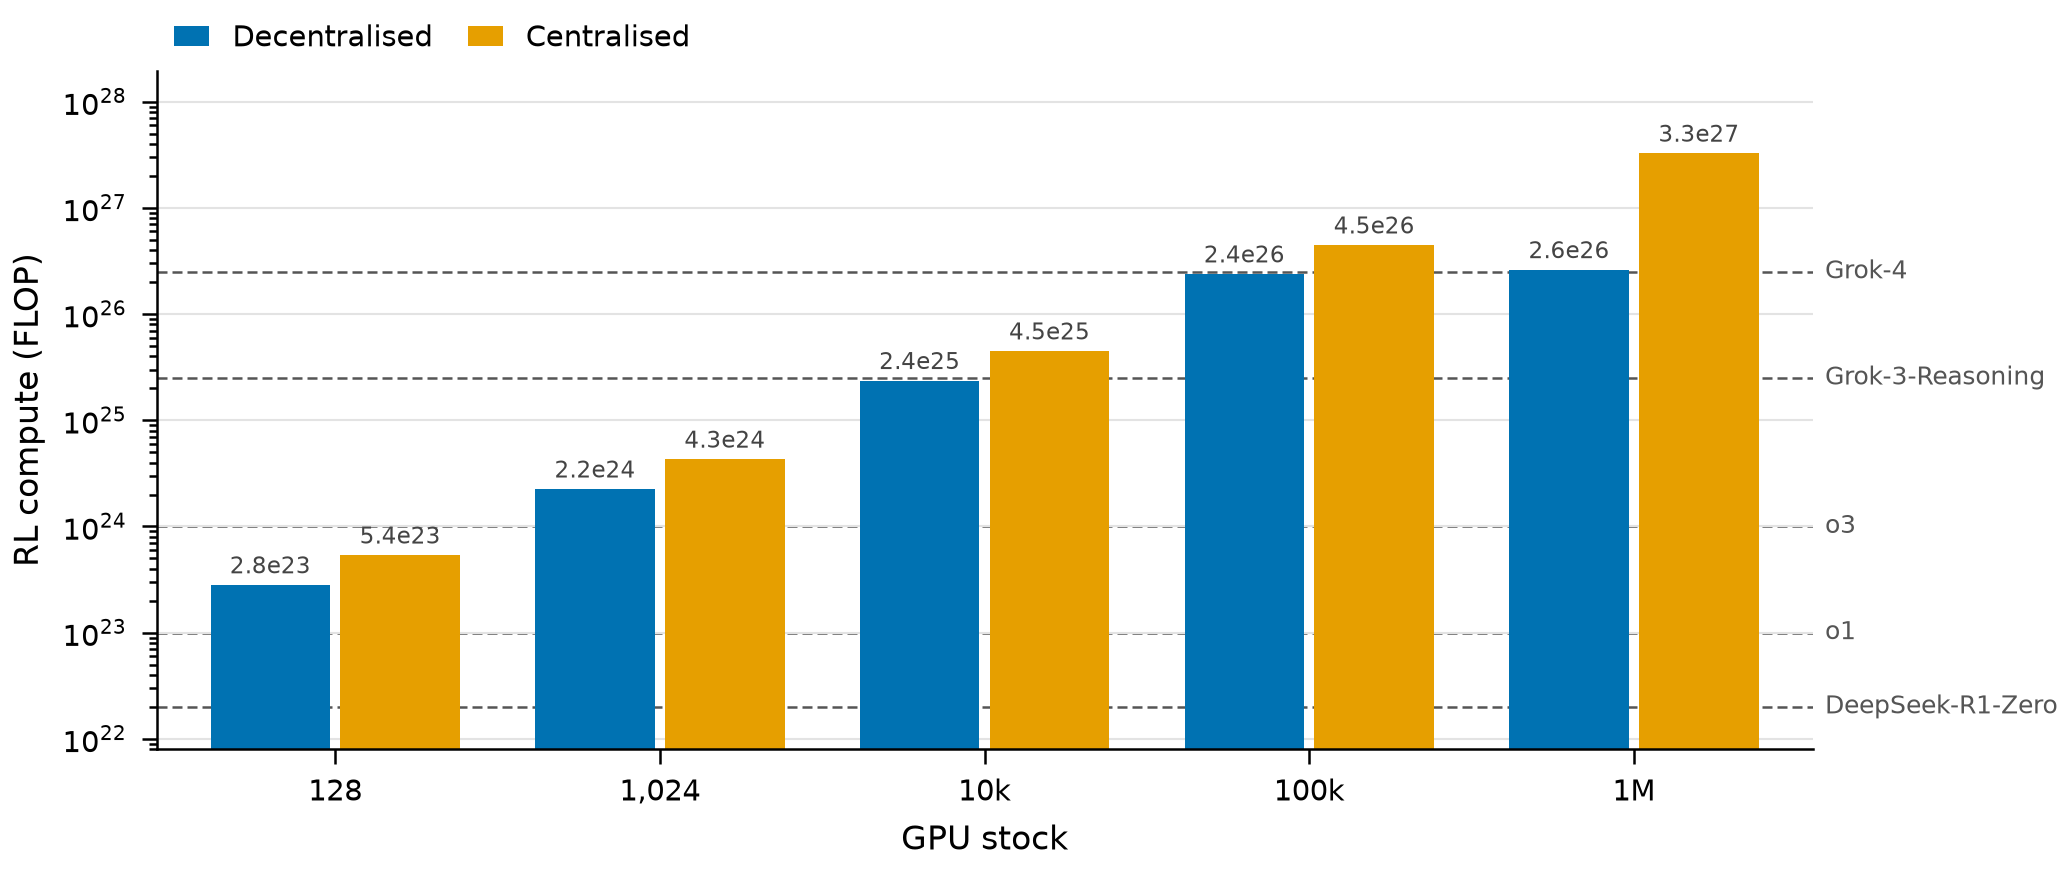 Decentralised Centralised
10^28
3.3e27
10^27
4.5e26
2.4e26
2.6e26
Grok-4
10^26
4.5e25
2.4e25
Grok-3-Reasoning
10^25
4.3e24
2.2e24
10^24
5.4e23
o3
2.8e23
10^23
o1
DeepSeek-R1-Zero
10^22
RL compute (FLOP)
128 1,024 10k 100k 1M
GPU stock